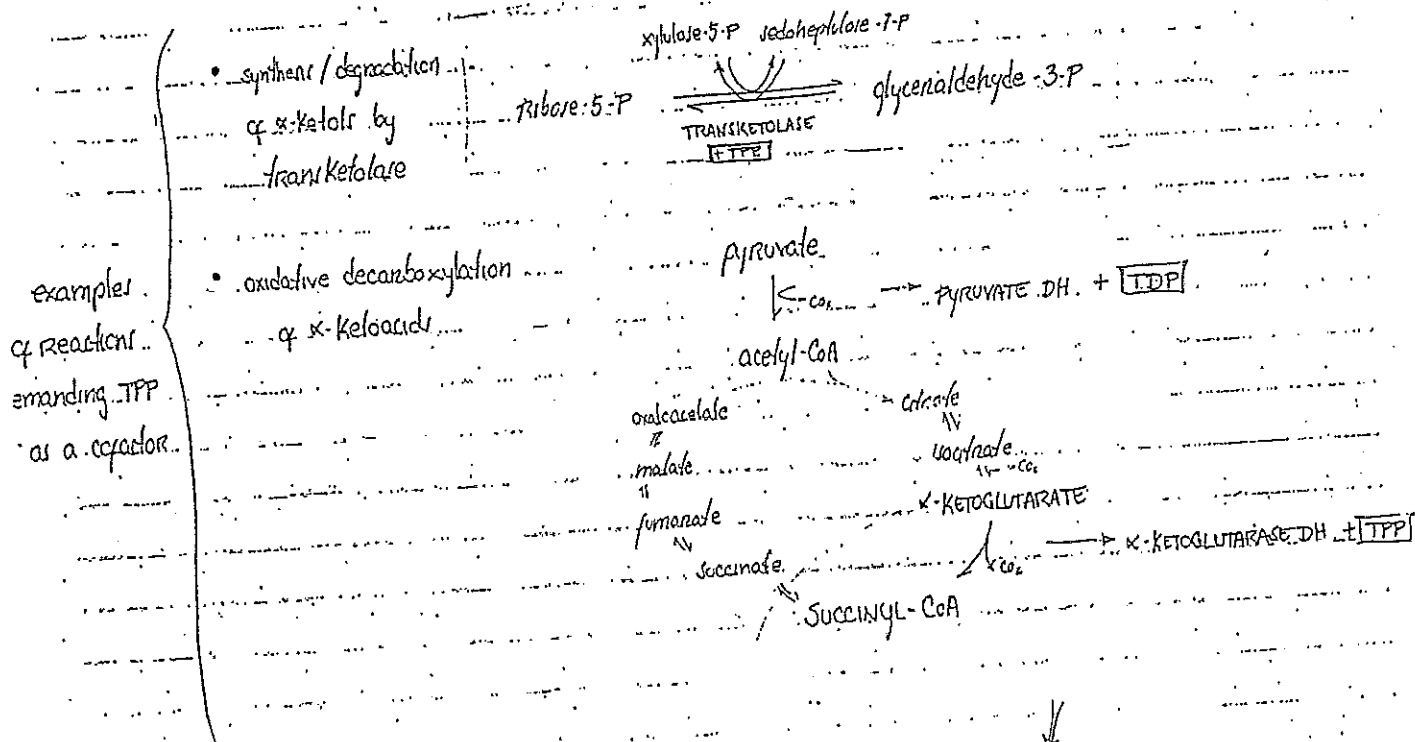 xylulose-5-P sedoheptulose-7-P
• synthesis / degradation
of α-Ketols by
transketolase
Ribose-5-P
glyceraldehyde-3-P
TRANSKETOLASE
+ TPP
examples
of reactions
emanding TPP
as a cofactor
• oxidative decarboxylation
of α-Ketoacids
pyruvate
-CO₂
PYRUVATE DH + TDP
acetyl-CoA
oxaloacetate
citrate
malate
isocitrate
-CO₂
fumarate
α-KETOGLUTARATE
succinate
CO₂
α-KETOGLUTARASE DH + TPP
SUCCINYL-CoA